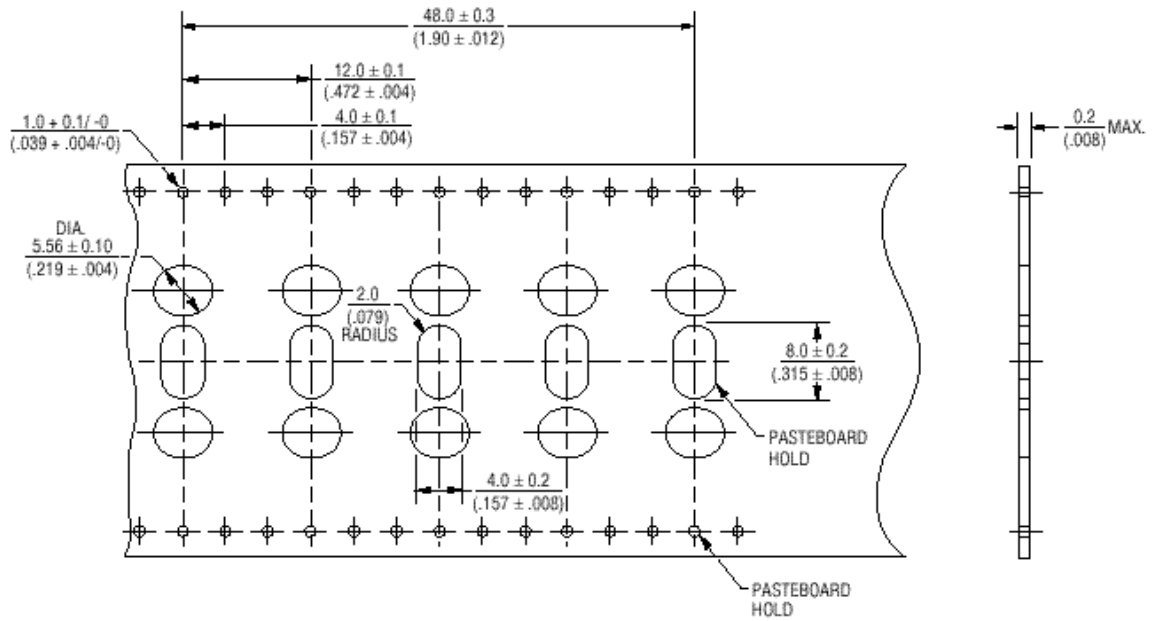 48.0 ± 0.3
(1.90 ± .012)
12.0 ± 0.1
(.472 ± .004)
4.0 ± 0.1
(.157 ± .004)
1.0 + 0.1/ -0
(.039 + .004/-0)
0.2
(.008)
MAX.
DIA.
5.56 ± 0.10
(.219 ± .004)
2.0
(.079)
RADIUS
8.0 ± 0.2
(.315 ± .008)
PASTEBOARD
HOLD
4.0 ± 0.2
(.157 ± .008)
PASTEBOARD
HOLD